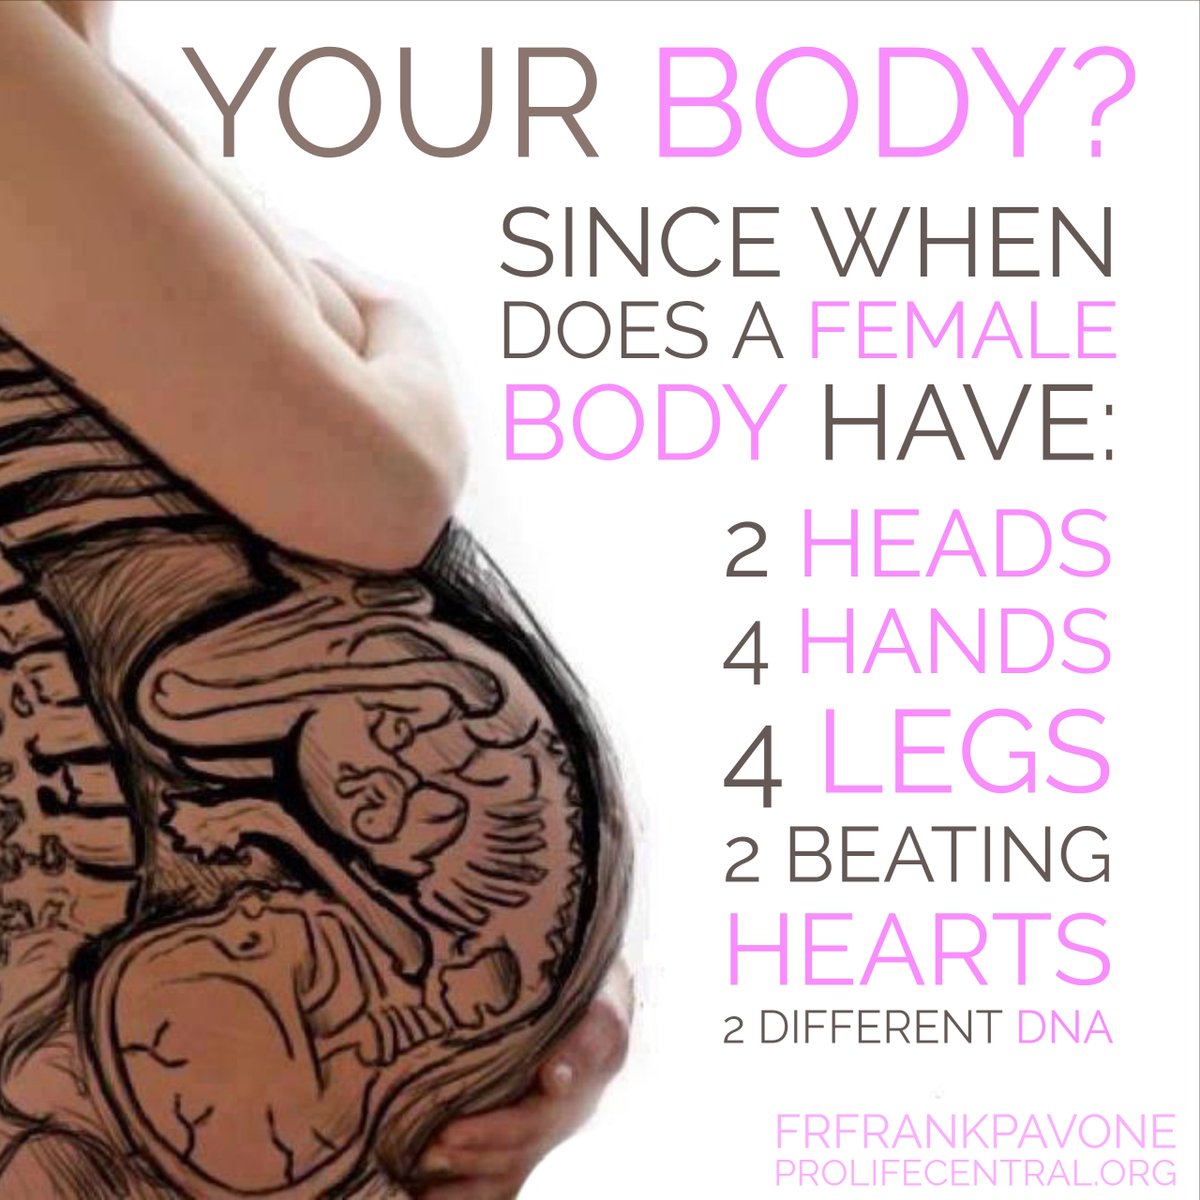 YOUR BODY?
SINCE WHEN
DOES A FEMALE
BODY HAVE:
2 HEADS
4 HANDS
4 LEGS
2 BEATING
HEARTS
2 DIFFERENT DNA
FRFRANKPAVONE
PROLIFECENTRAL.ORG